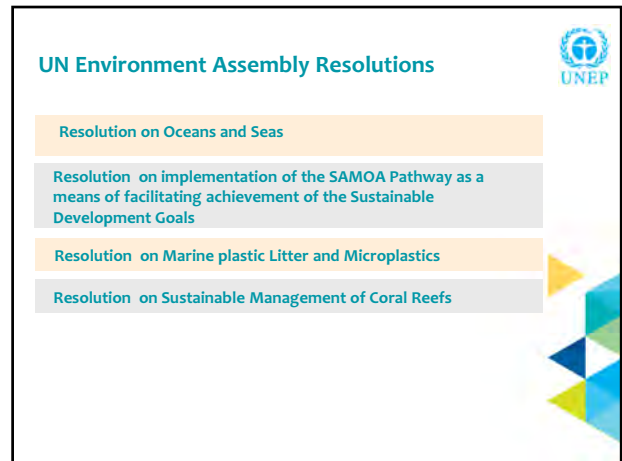 UN Environment Assembly Resolutions
UNEP
Resolution on Oceans and Seas
Resolution on implementation of the SAMOA Pathway as a
means of facilitating achievement of the Sustainable
Development Goals
Resolution on Marine plastic Litter and Microplastics
Resolution on Sustainable Management of Coral Reefs